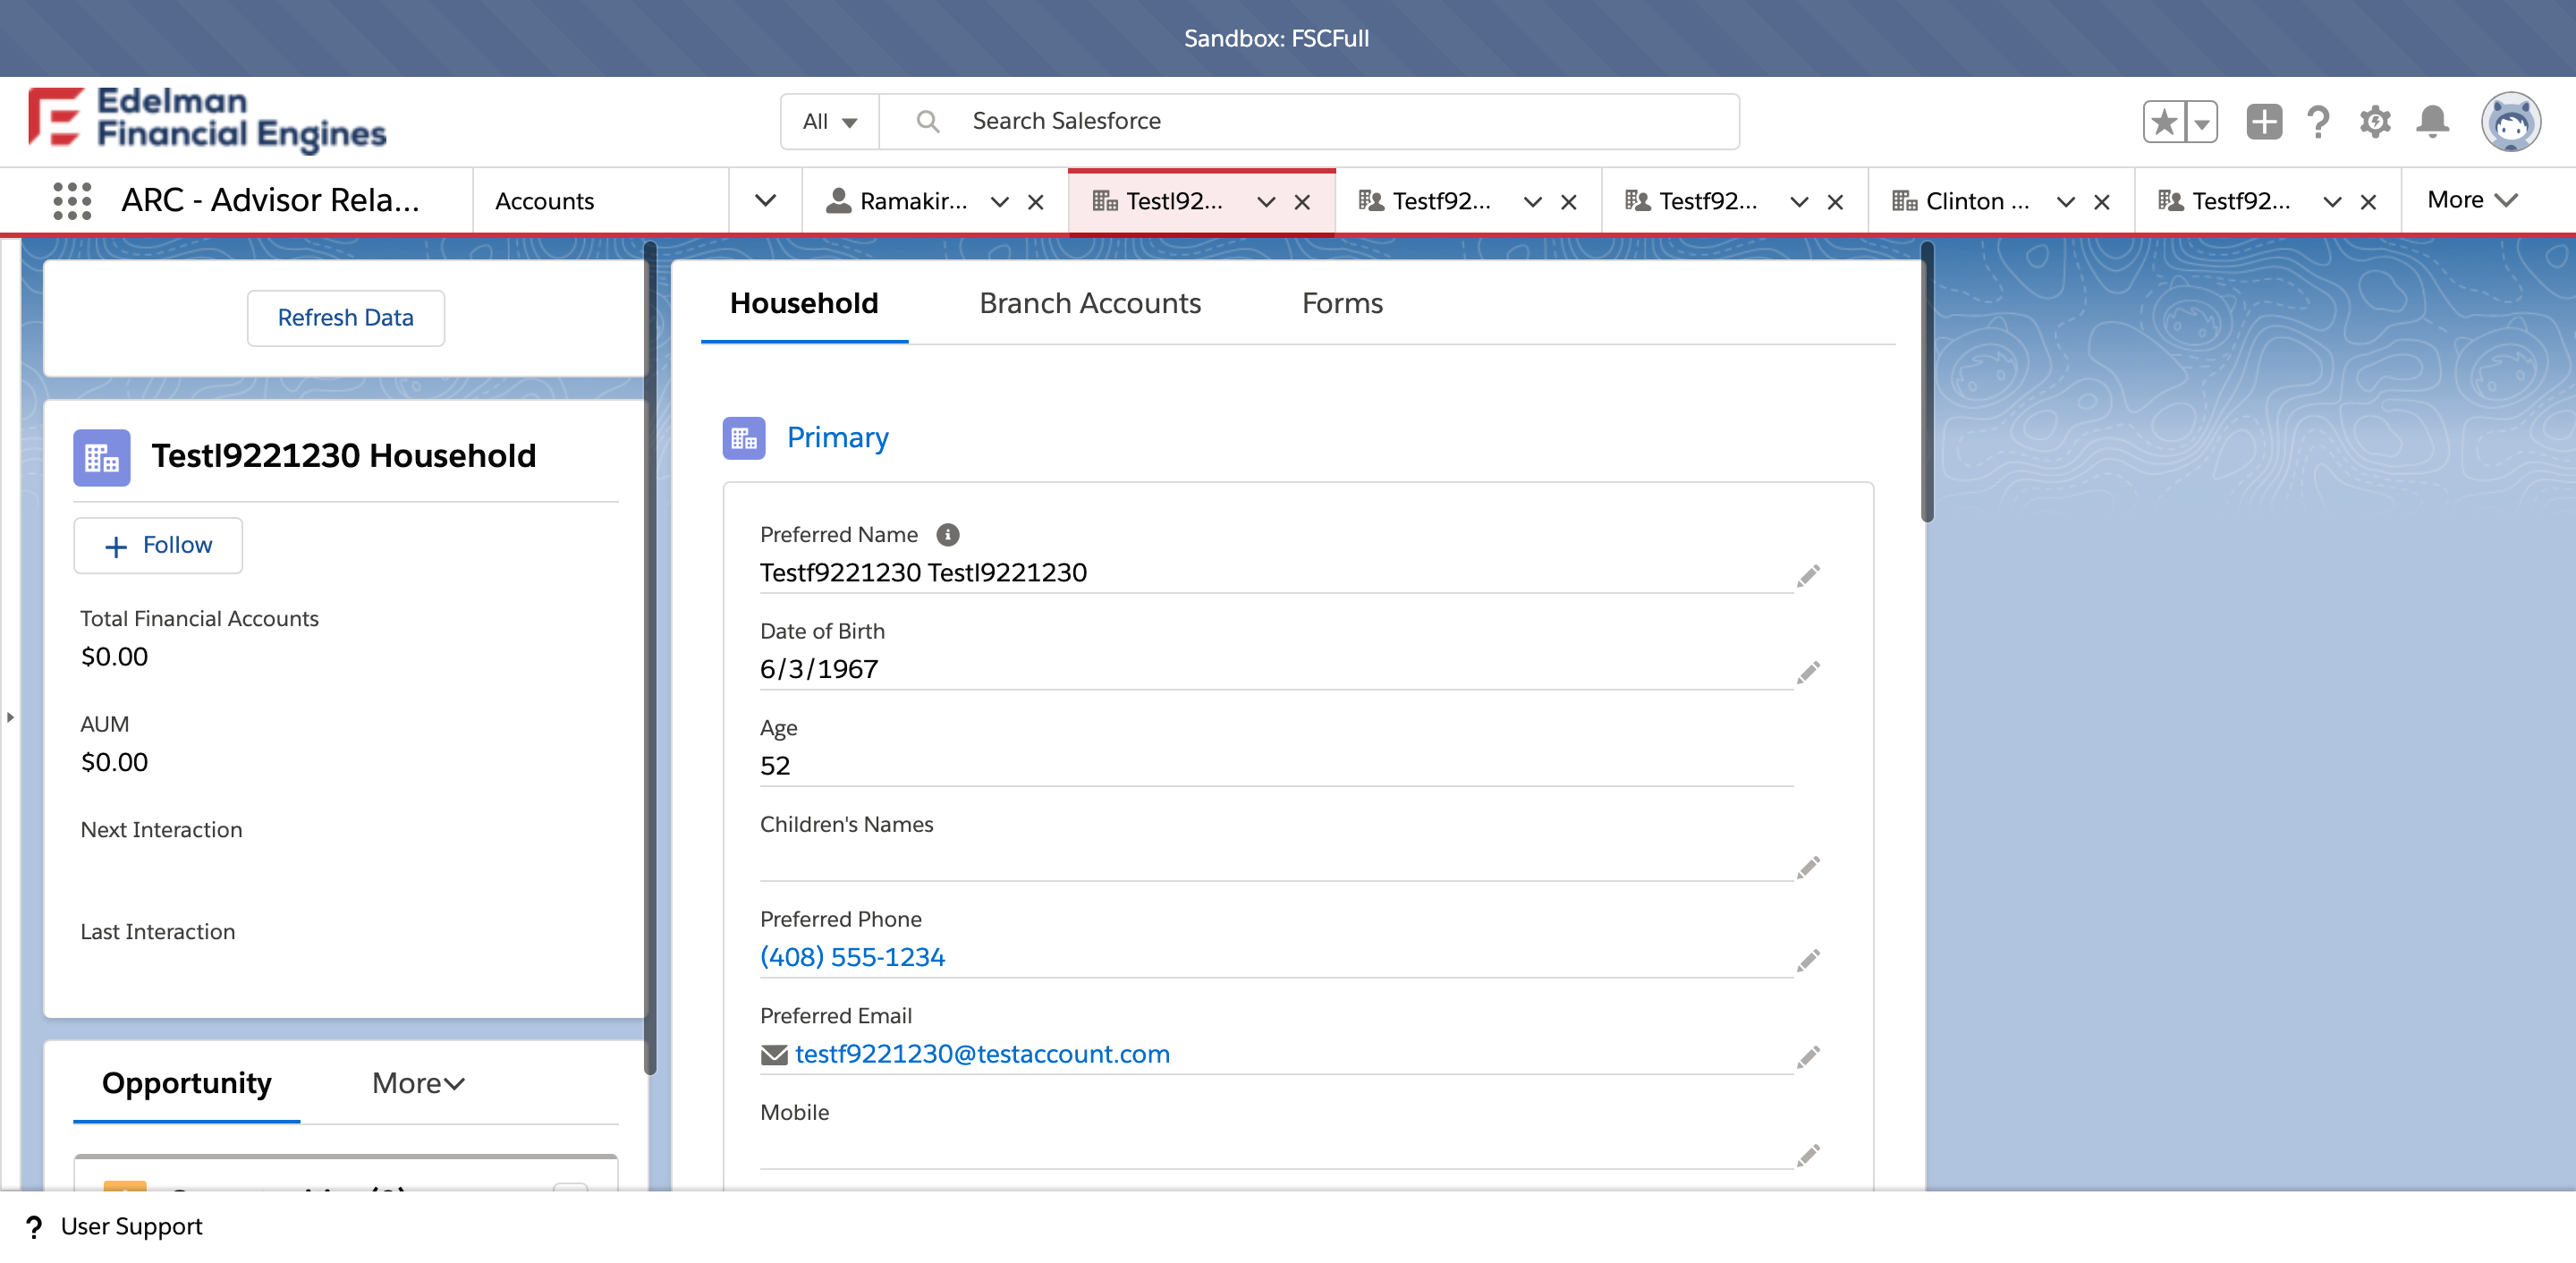 Sandbox: FSCFull
Edelman
Financial Engines
All
Search Salesforce
ARC - Advisor Rela...
Accounts
Ramakir...
Testl92...
Testf92...
Testf92...
Clinton ...
Testf92...
More
Refresh Data
Testl9221230 Household
+ Follow
Total Financial Accounts
$0.00
AUM
$0.00
Next Interaction
Last Interaction
Opportunity
More
Household
Branch Accounts
Forms
Primary
Preferred Name
Testf9221230 Testl9221230
Date of Birth
6/3/1967
Age
52
Children's Names
Preferred Phone
(408) 555-1234
Preferred Email
testf9221230@testaccount.com
Mobile
? User Support